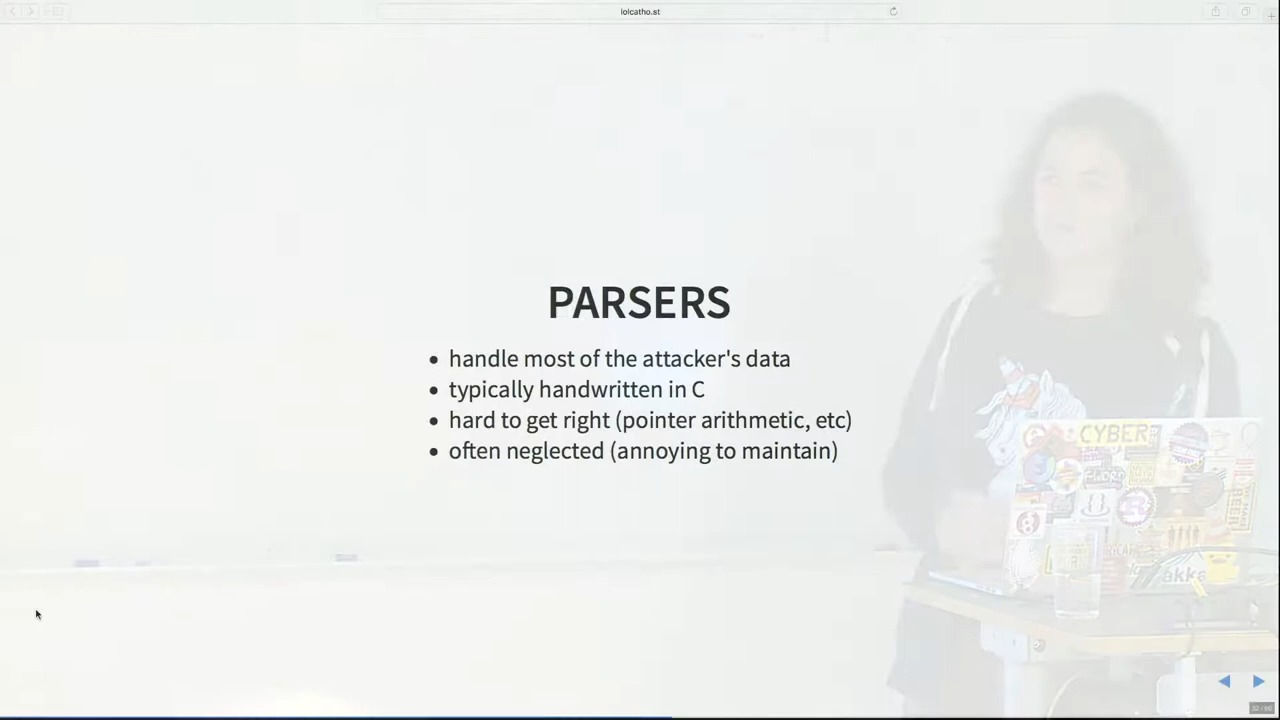 lolcatho.st
PARSERS
handle most of the attacker's data
typically handwritten in C
hard to get right (pointer arithmetic, etc)
often neglected (annoying to maintain)
CYBER
akka